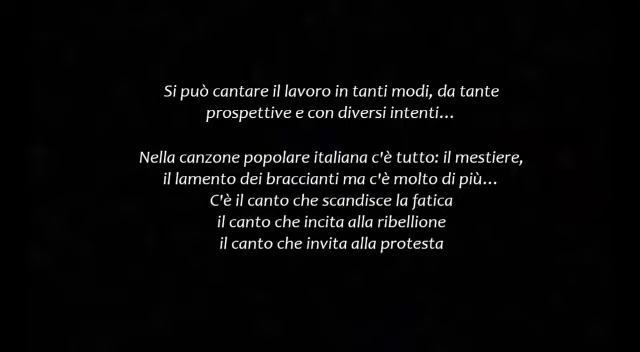 Si può cantare il lavoro in tanti modi, da tante
prospettive e con diversi intenti...
Nella canzone popolare italiana c'è tutto: il mestiere,
il lamento dei braccianti ma c'è molto di più...
C'è il canto che scandisce la fatica
il canto che incita alla ribellione
il canto che invita alla protesta